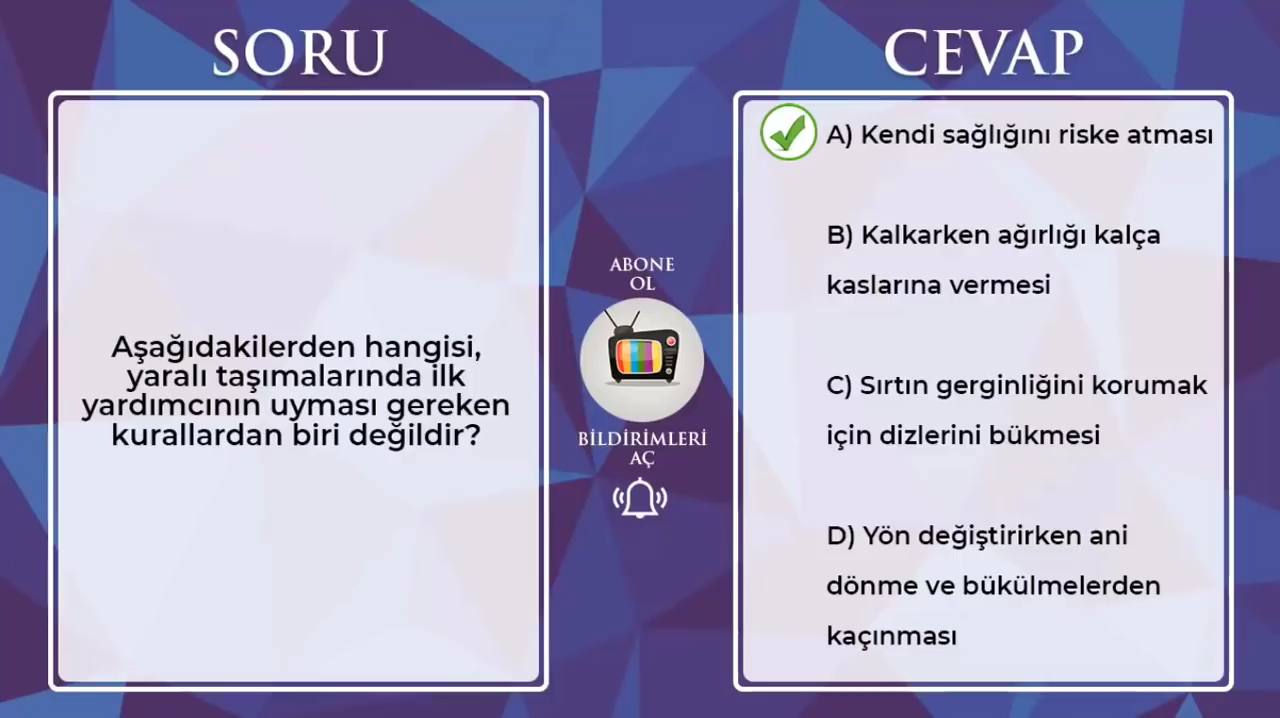 SORU
Aşağıdakilerden hangisi,
yaralı taşımalarında ilk
yardımcının uyması gereken
kurallardan biri değildir?
ABONE
OL
BİLDİRİMLERİ
AÇ
CEVAP
A) Kendi sağlığını riske atması
B) Kalkarken ağırlığı kalça
kaslarına vermesi
C) Sırtın gerginliğini korumak
için dizlerini bükmesi
D) Yön değiştirirken ani
dönme ve bükülmelerden
kaçınması